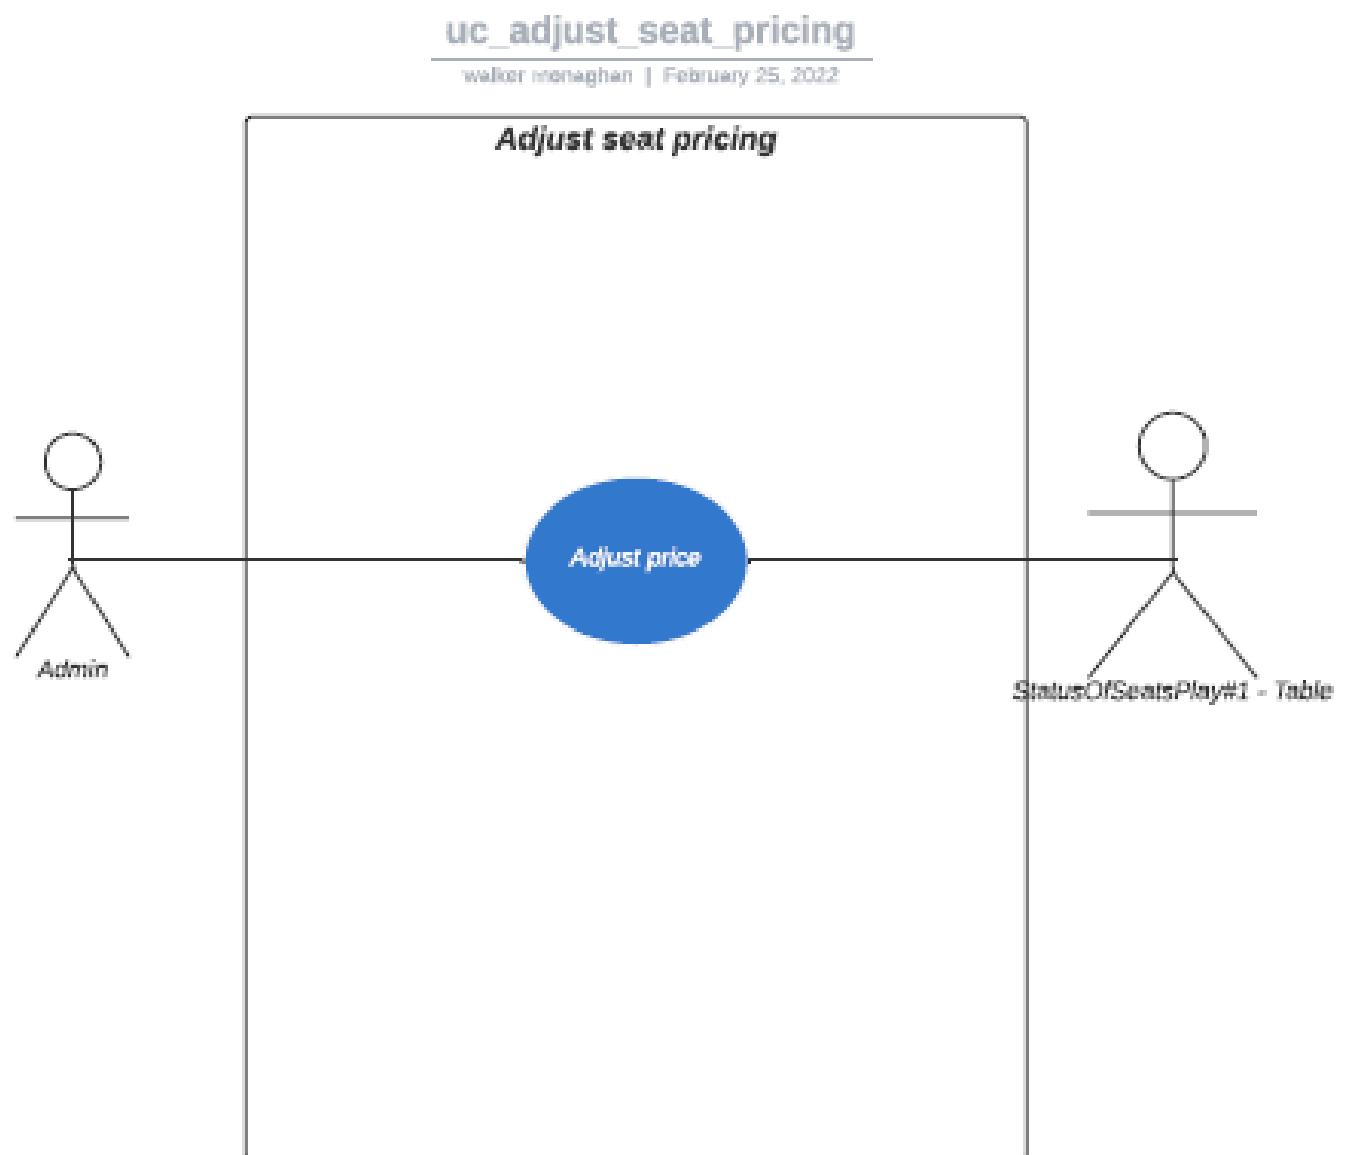 uc_adjust_seat_pricing
walker monaghan | February 25, 2022
Adjust seat pricing
Adjust price
Admin
StatusOfSeatsPlay#1 - Table